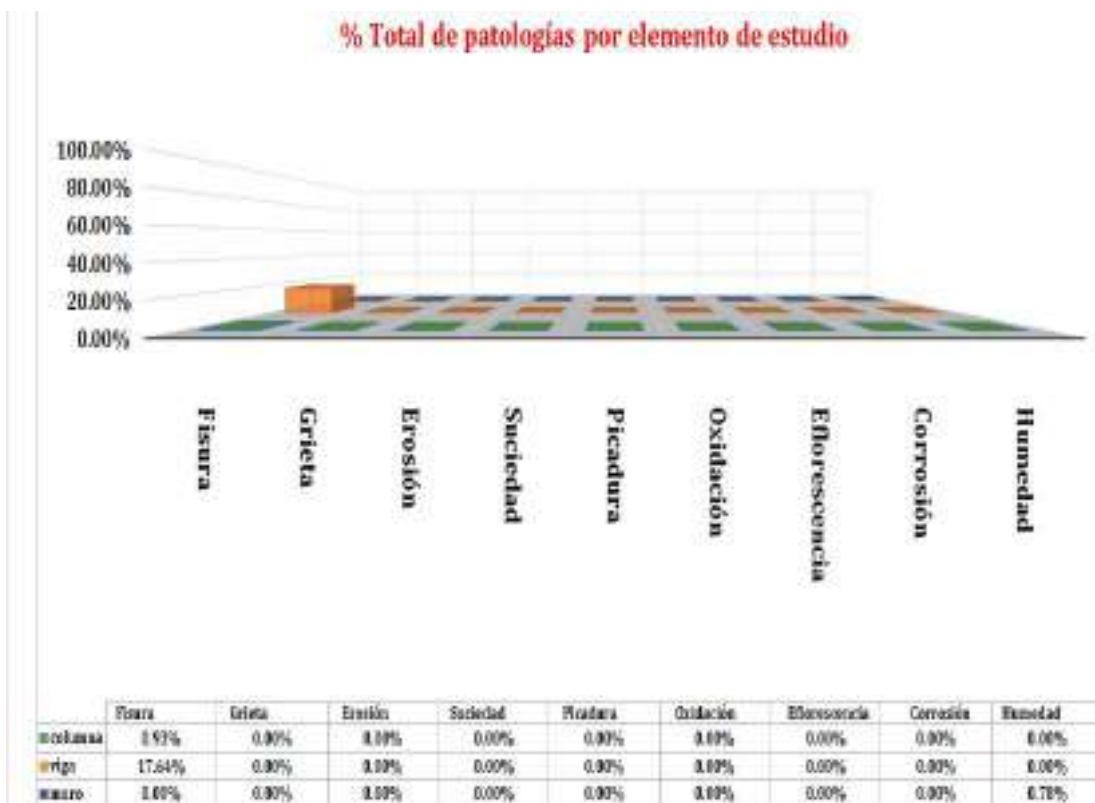 % Total de patologías por elemento de estudio
100.00%
80.00%
60.00%
40.00%
20.00%
0.00%
Fisura
Grieta
Erosión
Suciedad
Picadura
Oxidación
Eflorescencia
Corrosión
Humedad
Fisura Grieta Erosión Suciedad Picadura Oxidación Eflorescencia Corrosión Humedad
columna 0.00% 0.00% 0.00% 0.00% 0.00% 0.00% 0.00% 0.00%
viga 17.64% 0.00% 0.00% 0.00% 0.00% 0.00% 0.00% 0.00% 0.00%
muro 0.00% 0.00% 0.00% 0.00% 0.00% 0.00% 0.00% 0.78%